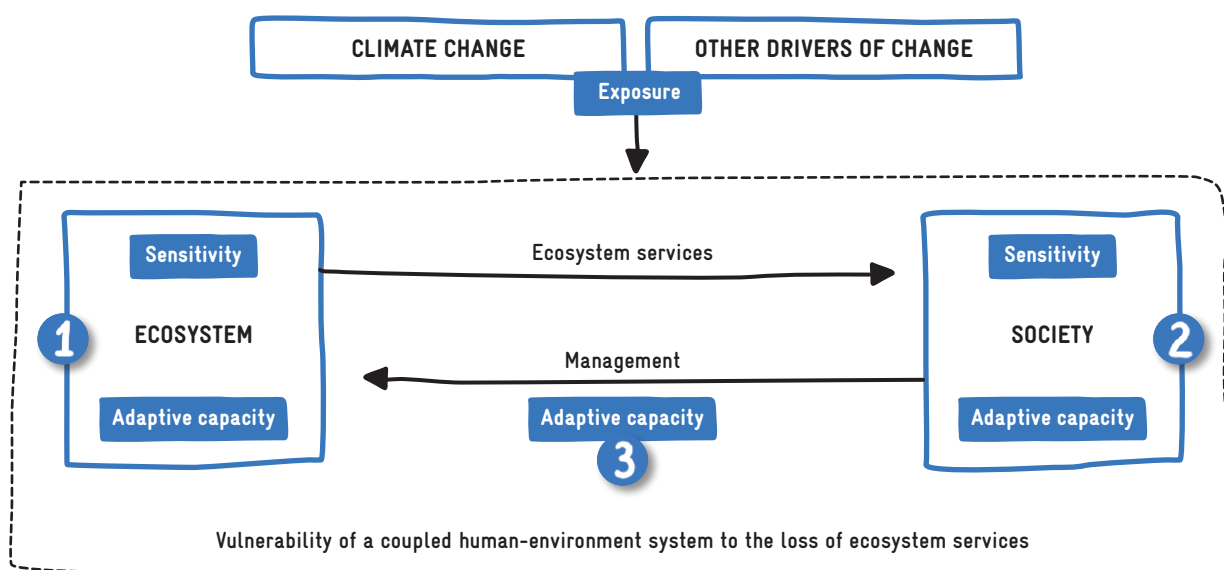 CLIMATE CHANGE
OTHER DRIVERS OF CHANGE
Exposure
Sensitivity
Ecosystem services
Sensitivity
1
ECOSYSTEM
SOCIETY
2
Management
Adaptive capacity
Adaptive capacity
Adaptive capacity
3
Vulnerability of a coupled human-environment system to the loss of ecosystem services